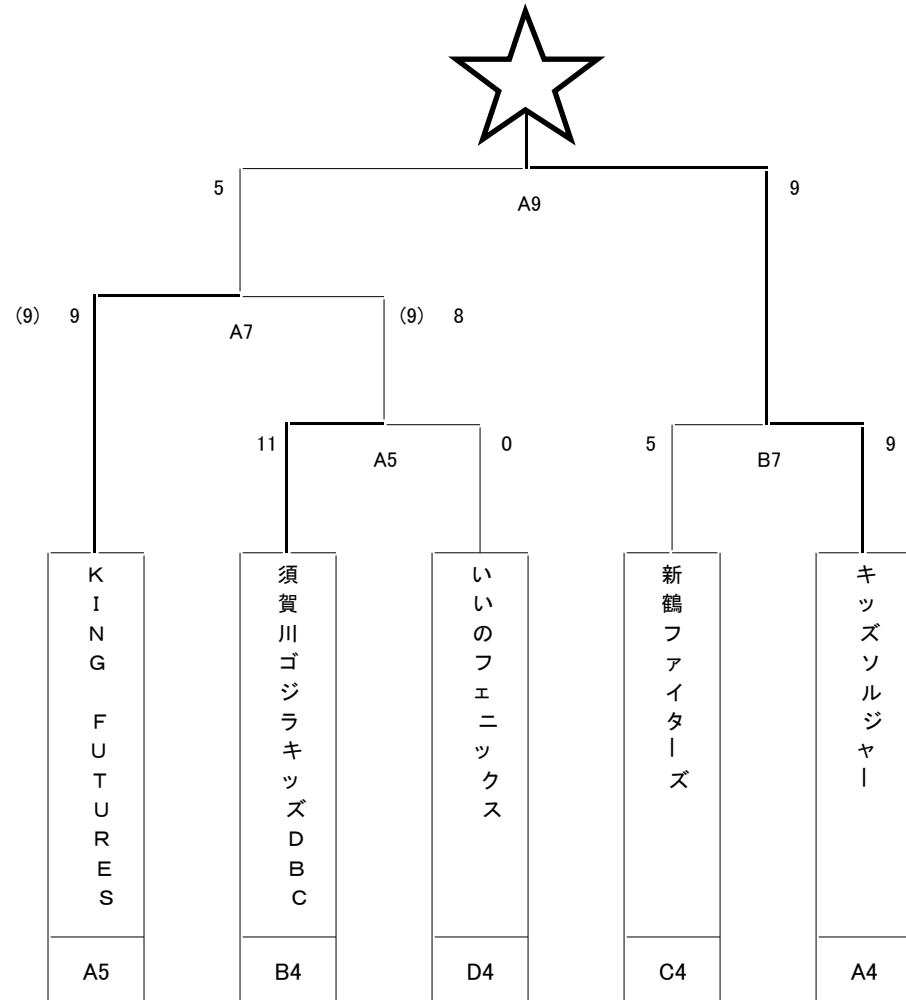 5
9
A9
(9) 9
(9) 8
A7
11
0
5
9
A5
B7
KING FUTURES
須賀川ゴジラキッズDBC
いいのフェニックス
新鶴ファイターズ
キッズソルジャー
A5
B4
D4
C4
A4